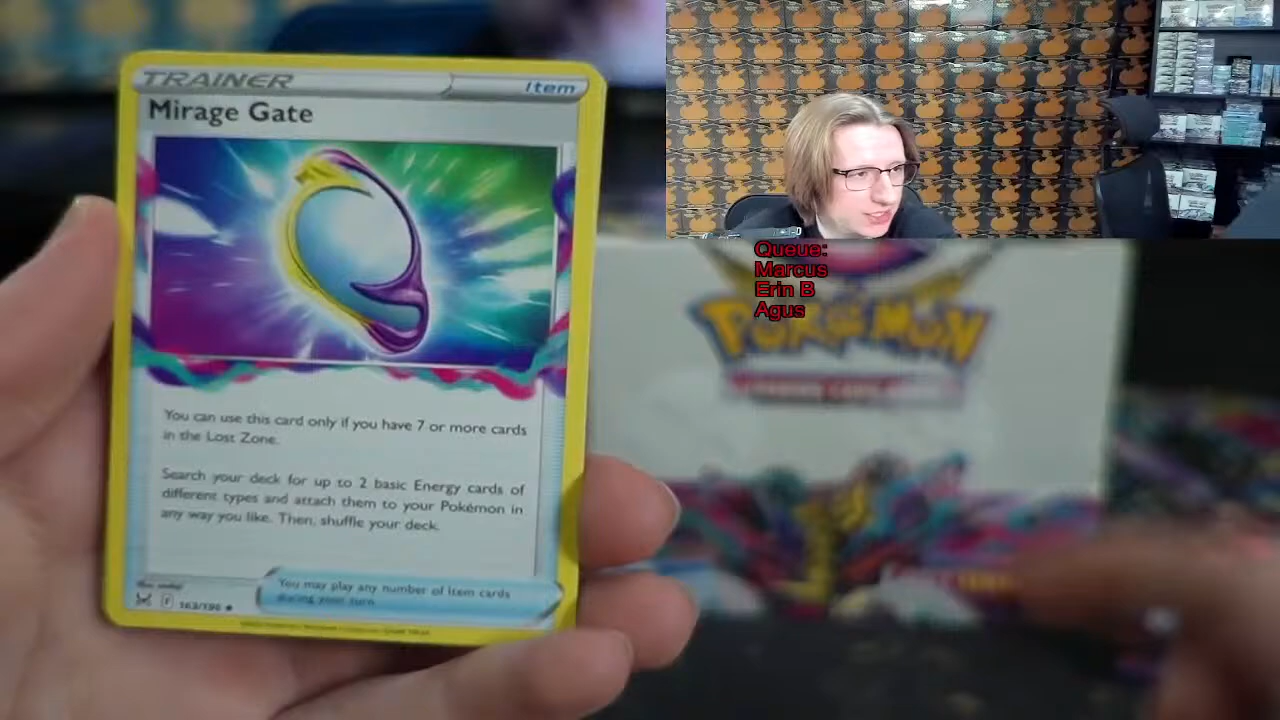 TRAINER
Item
Mirage Gate
You can use this card only if you have 7 or more cards
in the Lost Zone.
Search your deck for up to 2 basic Energy cards of
different types and attach them to your Pokémon in
any way you like. Then, shuffle your deck.
You may play any number of Item cards
during your turn.
163/196
Queue:
Marcus
Erin B
Agus
POKÉMON